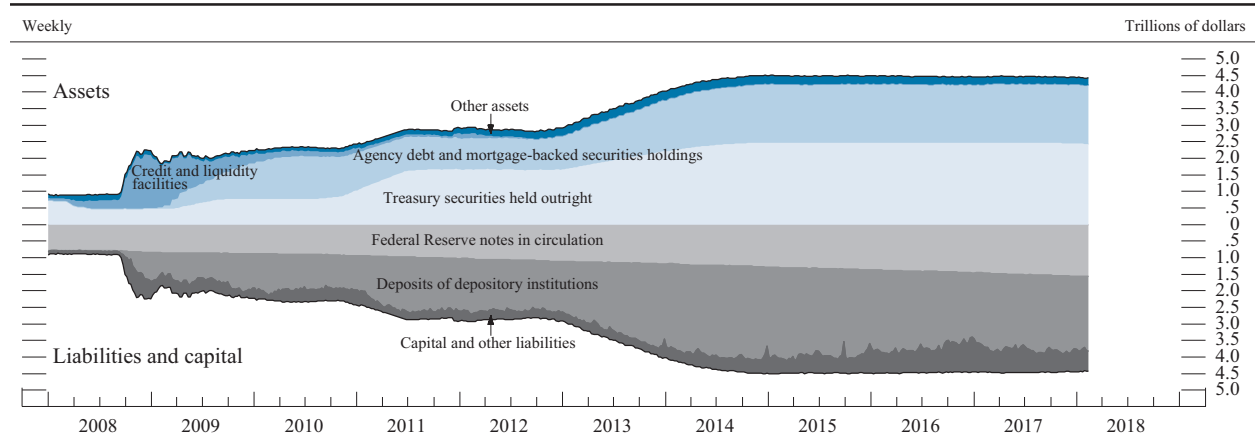 Weekly Trillions of dollars
5.0
Assets
4.5
4.0
3.5
Other assets
3.0
2.5
Agency debt and mortgage-backed securities holdings
2.0
Credit and liquidity
facilities
1.5
1.0
Treasury securities held outright
.5
0
Federal Reserve notes in circulation
.5
1.0
1.5
Deposits of depository institutions
2.0
2.5
3.0
Capital and other liabilities
3.5
Liabilities and capital
4.0
4.5
5.0
2008 2009 2010 2011 2012 2013 2014 2015 2016 2017 2018